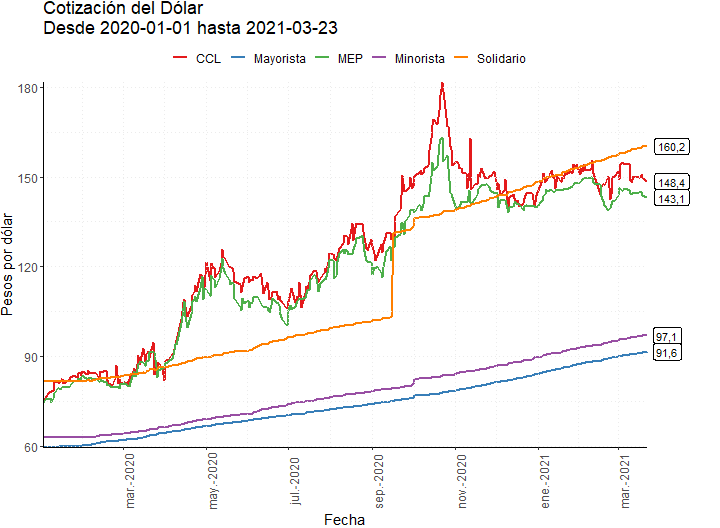 Cotización del Dólar
Desde 2020-01-01 hasta 2021-03-23
CCL Mayorista MEP Minorista Solidario
Pesos por dólar
180
150
120
90
60
160,2
148,4
143,1
97,1
91,6
mar.-2020 may.-2020 jul.-2020 sep.-2020 nov.-2020 ene.-2021 mar.-2021
Fecha